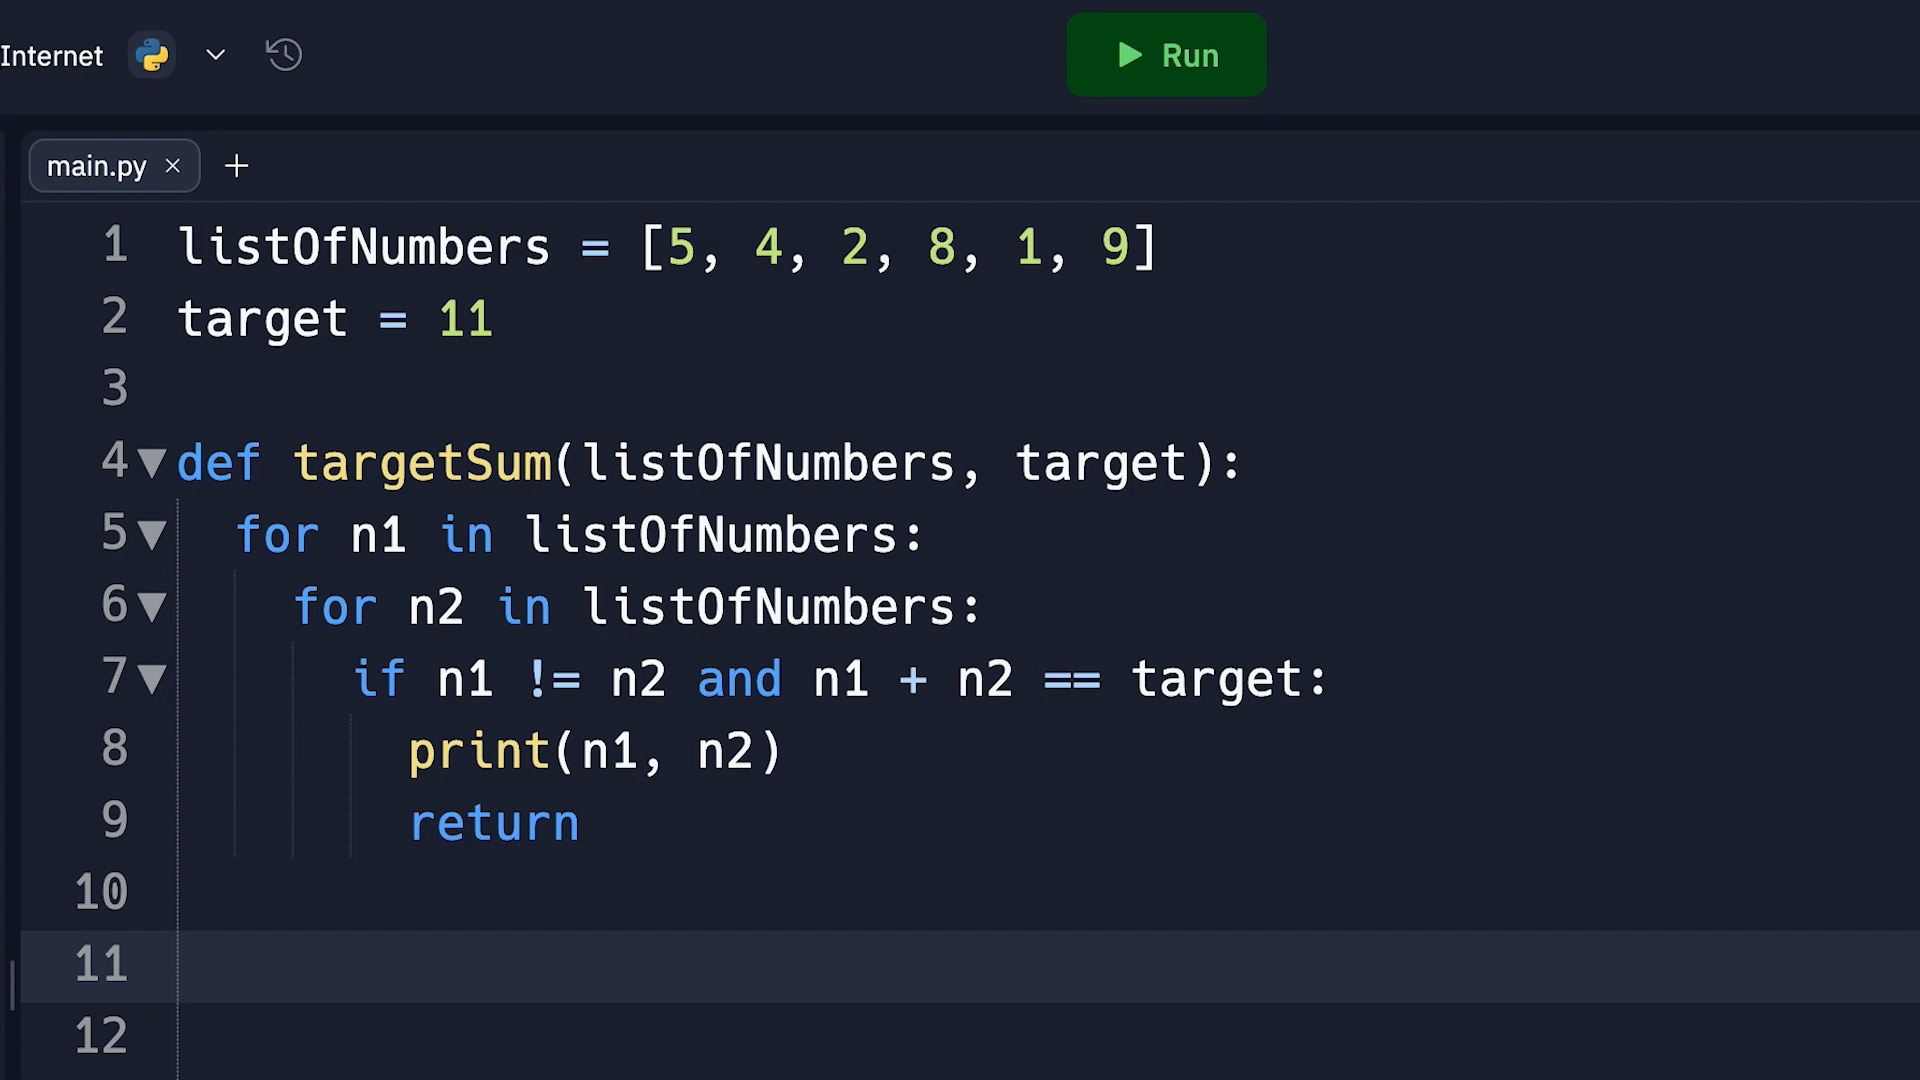 Internet
Run
main.py
1 listOfNumbers = [5, 4, 2, 8, 1, 9]
2 target = 11
3
4 def targetSum(listOfNumbers, target):
5   for n1 in listOfNumbers:
6     for n2 in listOfNumbers:
7       if n1 != n2 and n1 + n2 == target:
8         print(n1, n2)
9         return
10
11
12